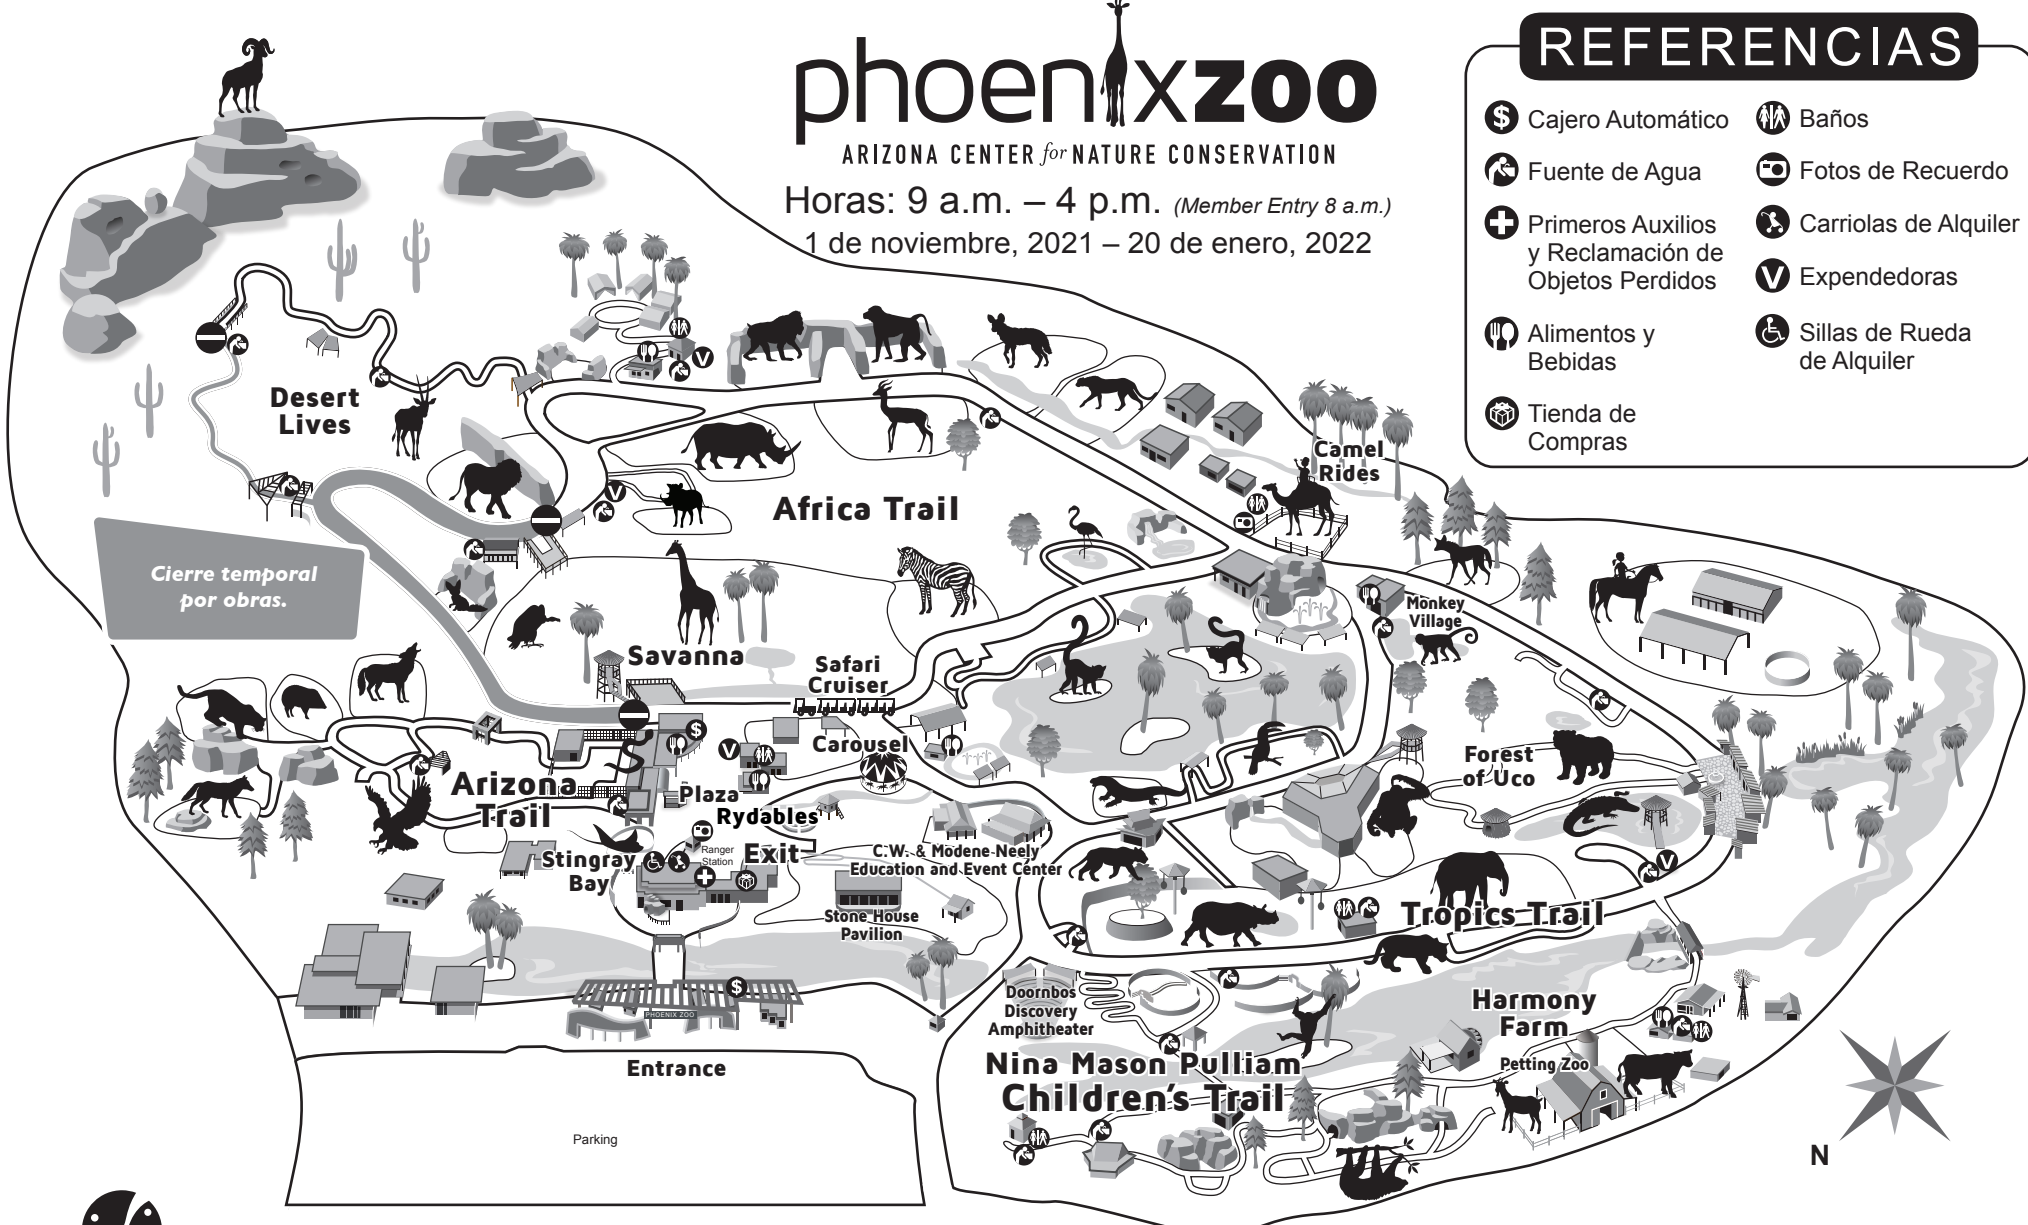 phoenixzoo
ARIZONA CENTER for NATURE CONSERVATION
Horas: 9 a.m. – 4 p.m. (Member Entry 8 a.m.)
1 de noviembre, 2021 – 20 de enero, 2022
REFERENCIAS
$ Cajero Automático
Fuente de Agua
Primeros Auxilios
y Reclamación de
Objetos Perdidos
Alimentos y
Bebidas
Tienda de
Compras
Baños
Fotos de Recuerdo
Carriolas de Alquiler
V Expendedoras
Sillas de Rueda
de Alquiler
Desert
Lives
V
Camel
Rides
V
Africa Trail
Cierre temporal
por obras.
Monkey
Village
Savanna
Safari
Cruiser
$
V
Carousel
Forest
of Uco
Arizona
Trail
Plaza
Rydables
Stingray
Bay
Ranger
Station
Exit
C.W. & Modene Neely
Education and Event Center
V
Stone House
Pavilion
Tropics Trail
$
PHOENIX ZOO
Entrance
Doornbos
Discovery
Amphitheater
Harmony
Farm
Petting Zoo
Nina Mason Pulliam
Children's Trail
Parking
N